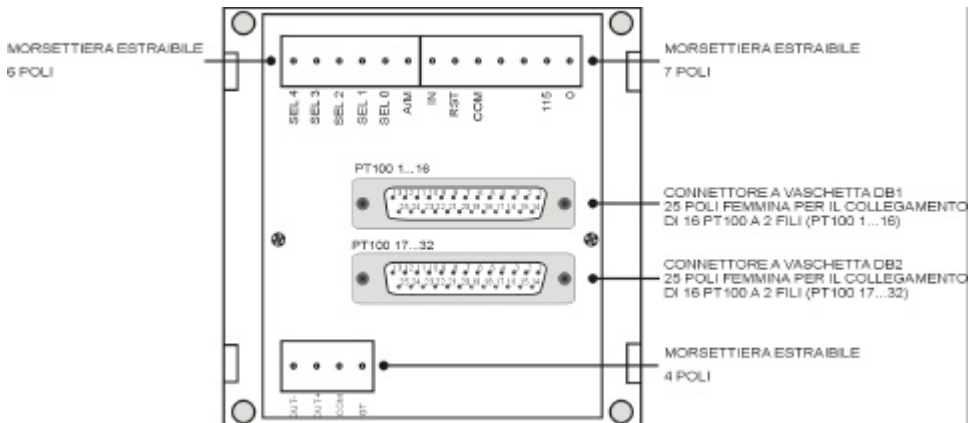 MORSETTIERA ESTRAIBILE
6 POLI
MORSETTIERA ESTRAIBILE
7 POLI
SEL 4
SEL 3
SEL 2
SEL 1
SEL 0
A/M
IN
RST
COM
115
O
PT100 1...16
CONNETTORE A VASCHETTA DB1
25 POLI FEMMINA PER IL COLLEGAMENTO
DI 16 PT100 A 2 FILI (PT100 1...16)
PT100 17...32
CONNETTORE A VASCHETTA DB2
25 POLI FEMMINA PER IL COLLEGAMENTO
DI 16 PT100 A 2 FILI (PT100 17...32)
MORSETTIERA ESTRAIBILE
4 POLI
OUT-
OUT+
COM